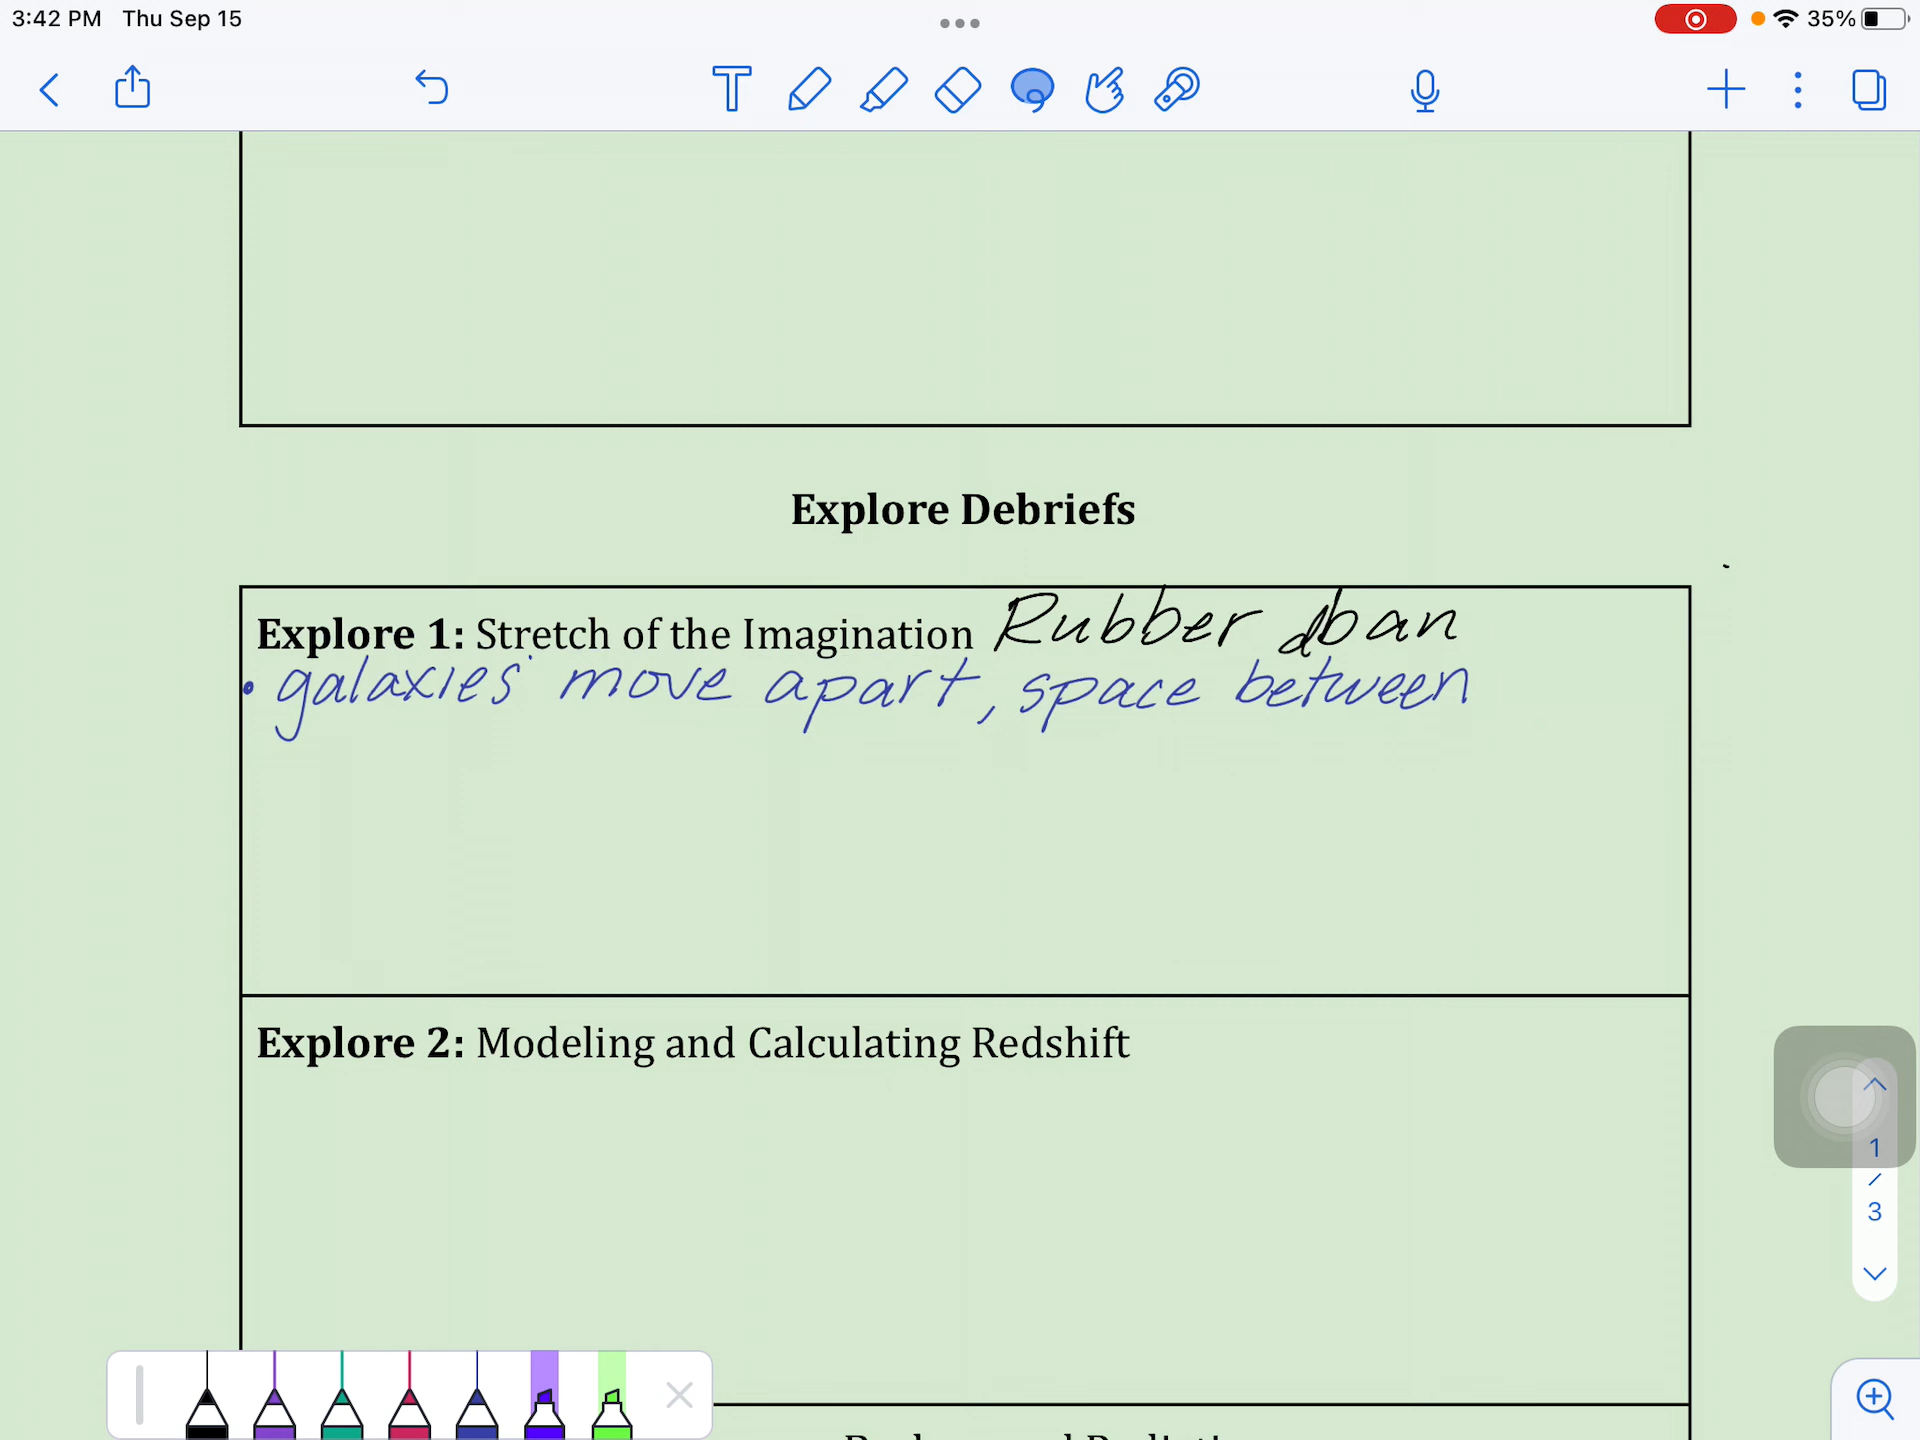 3:42 PM Thu Sep 15
35%
Explore Debriefs
Explore 1: Stretch of the Imagination Rubber dban
• galaxies move apart, space between
Explore 2: Modeling and Calculating Redshift
1
/
3